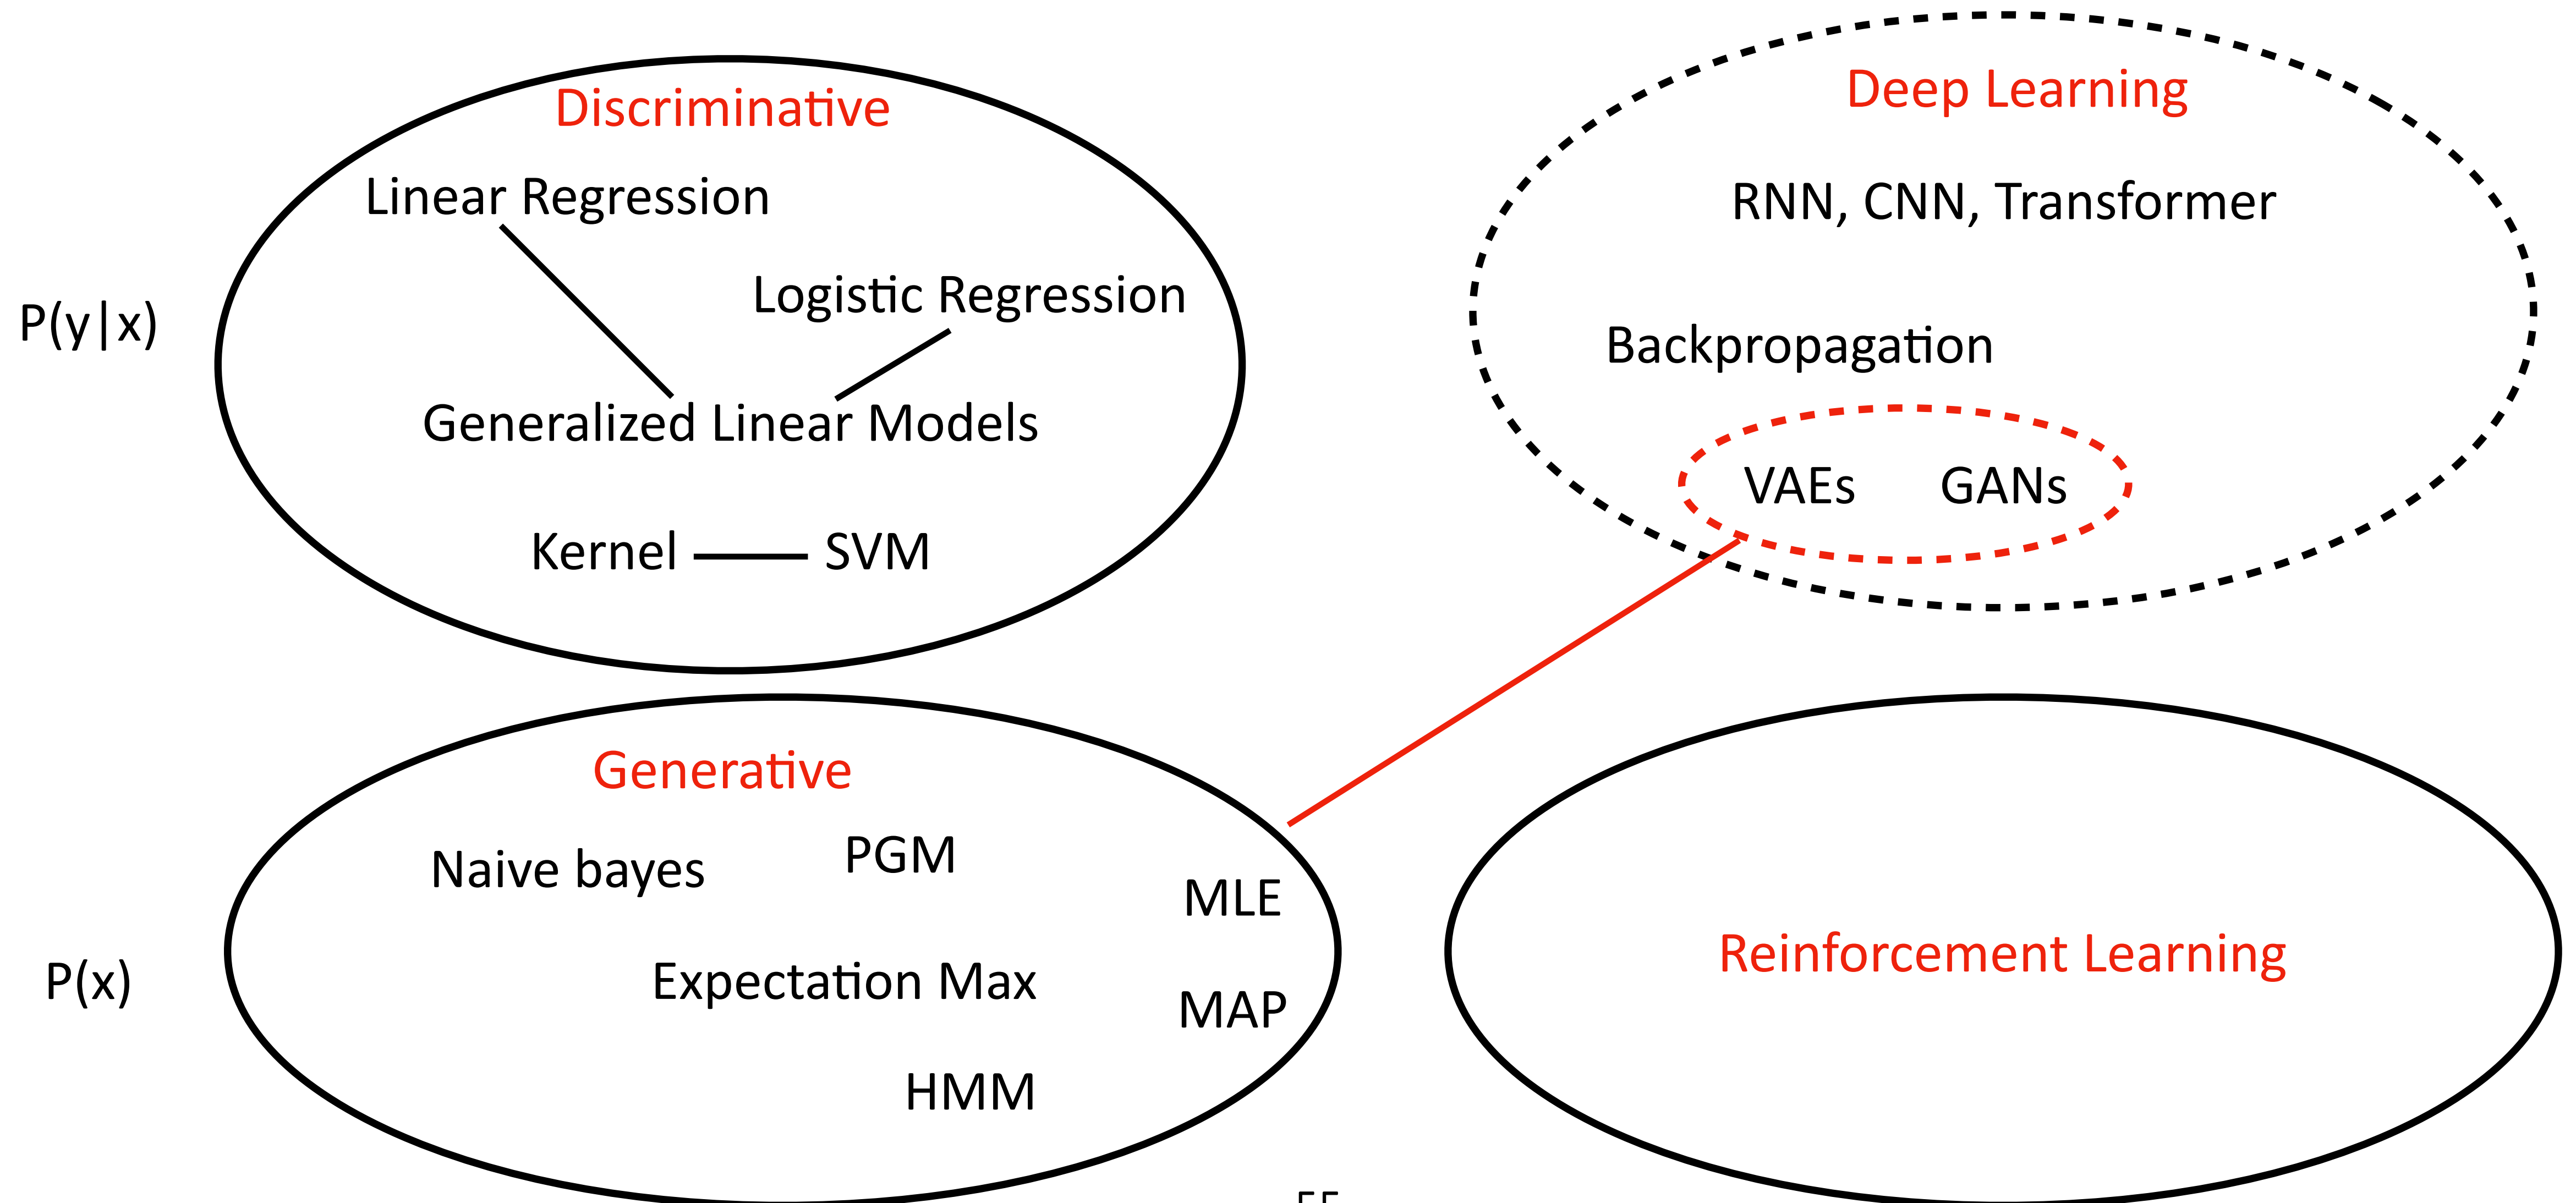 Discriminative
Linear Regression
Logistic Regression
P(y|x)
Generalized Linear Models
Kernel SVM
Deep Learning
RNN, CNN, Transformer
Backpropagation
VAEs GANs
Generative
Naive bayes
PGM
MLE
P(x)
Expectation Max
MAP
HMM
Reinforcement Learning